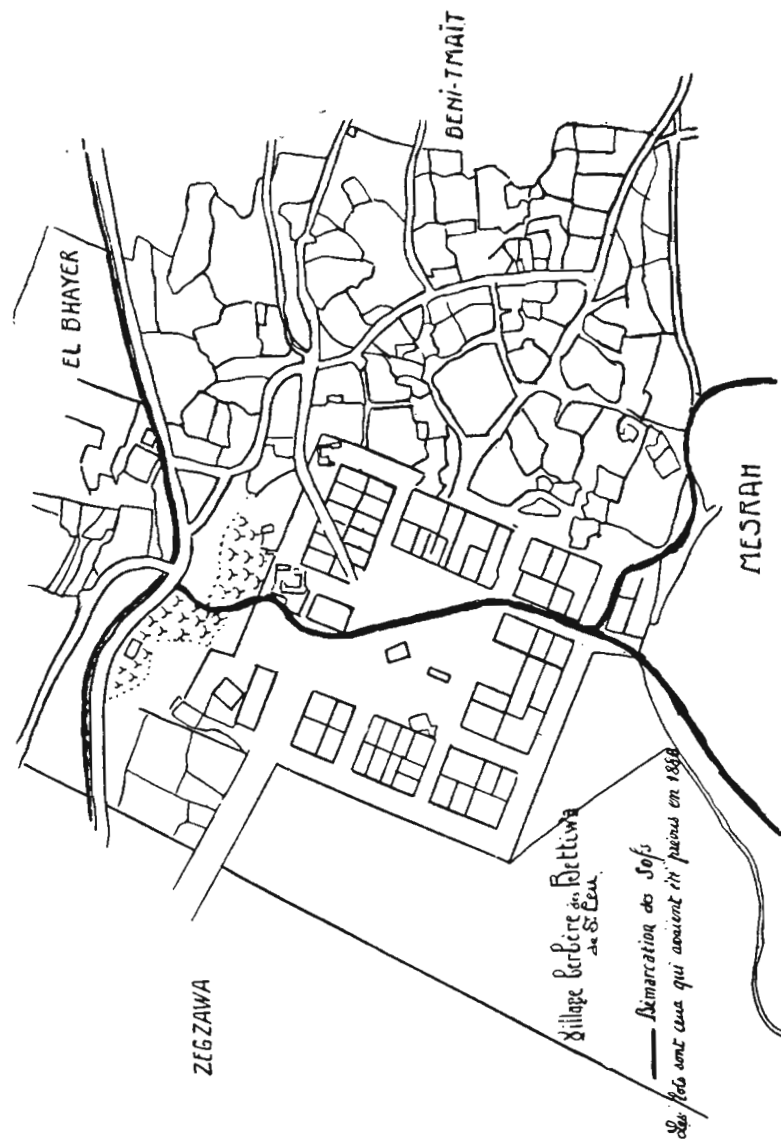 BENI-TMAÏT
EL BHAYER
MESRAH
ZEGZAWA
Village berbère des Bettiwa
de St Leu.
Démarcation des Sofs
Les lots sont ceux qui avaient été prévus en